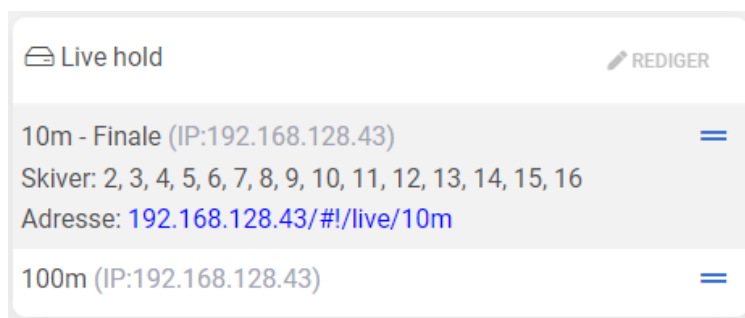 Live hold
REDIGER
10m - Finale (IP:192.168.128.43)
Skiver: 2, 3, 4, 5, 6, 7, 8, 9, 10, 11, 12, 13, 14, 15, 16
Adresse: 192.168.128.43/#!/live/10m
100m (IP:192.168.128.43)